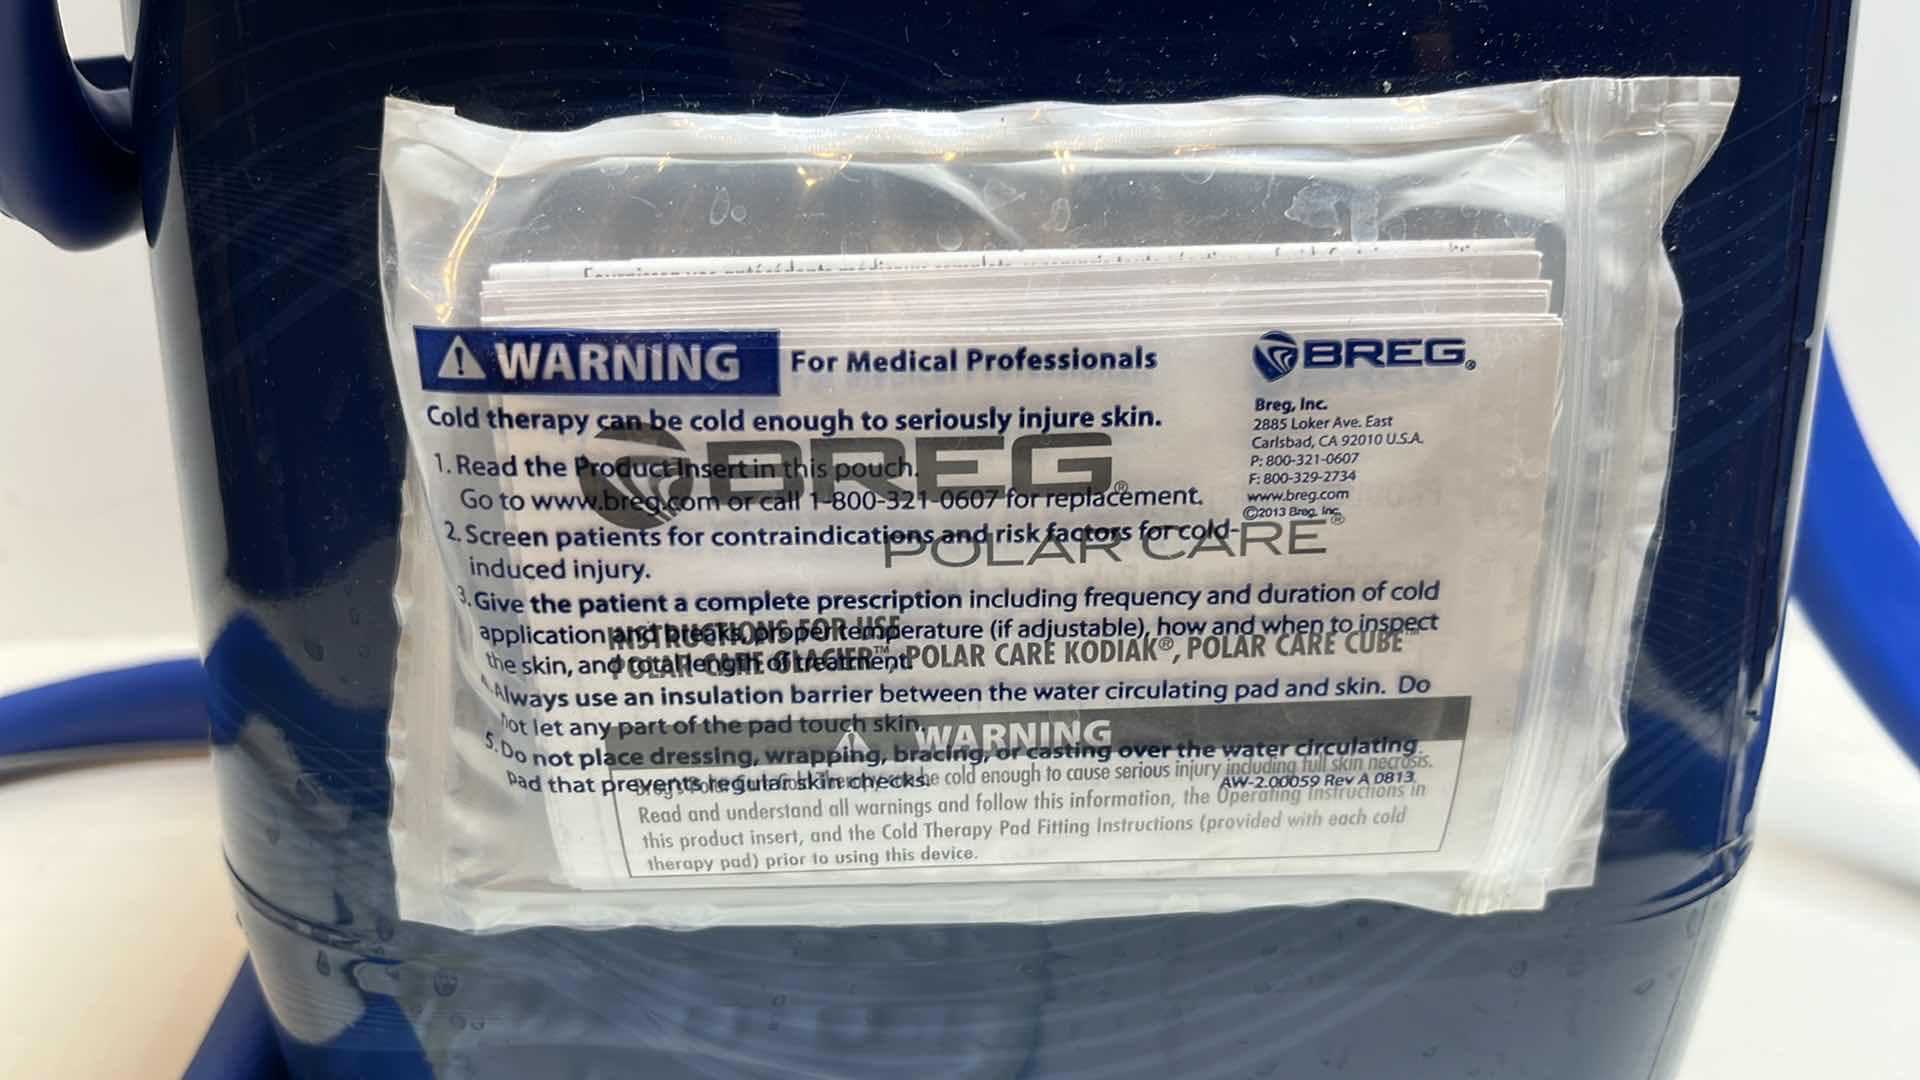 WARNING For Medical Professionals
BREG®
Cold therapy can be cold enough to seriously injure skin.
1. Read the Product Insert in this pouch.
Go to www.breg.com or call 1-800-321-0607 for replacement.
2. Screen patients for contraindications and risk factors for cold-
induced injury.
3. Give the patient a complete prescription including frequency and duration of cold
application and breaks, proper temperature (if adjustable), how and when to inspect
the skin, and total length of treatment.
4. Always use an insulation barrier between the water circulating pad and skin. Do
not let any part of the pad touch skin.
5. Do not place dressing, wrapping, bracing, or casting over the water circulating
pad that prevents regular skin checks.
Breg, Inc.
2885 Loker Ave. East
Carlsbad, CA 92010 U.S.A.
P: 800-321-0607
F: 800-329-2734
www.breg.com
©2013 Breg, Inc.
AW-2.00059 Rev A 0813
BREG®
POLAR CARE®
INSTRUCTIONS FOR USE
POLAR CARE GLACIER™, POLAR CARE KODIAK®, POLAR CARE CUBE™
WARNING
be cold enough to cause serious injury including full skin necrosis.
Read and understand all warnings and follow this information, the Operating Instructions in
this product insert, and the Cold Therapy Pad Fitting Instructions (provided with each cold
therapy pad) prior to using this device.